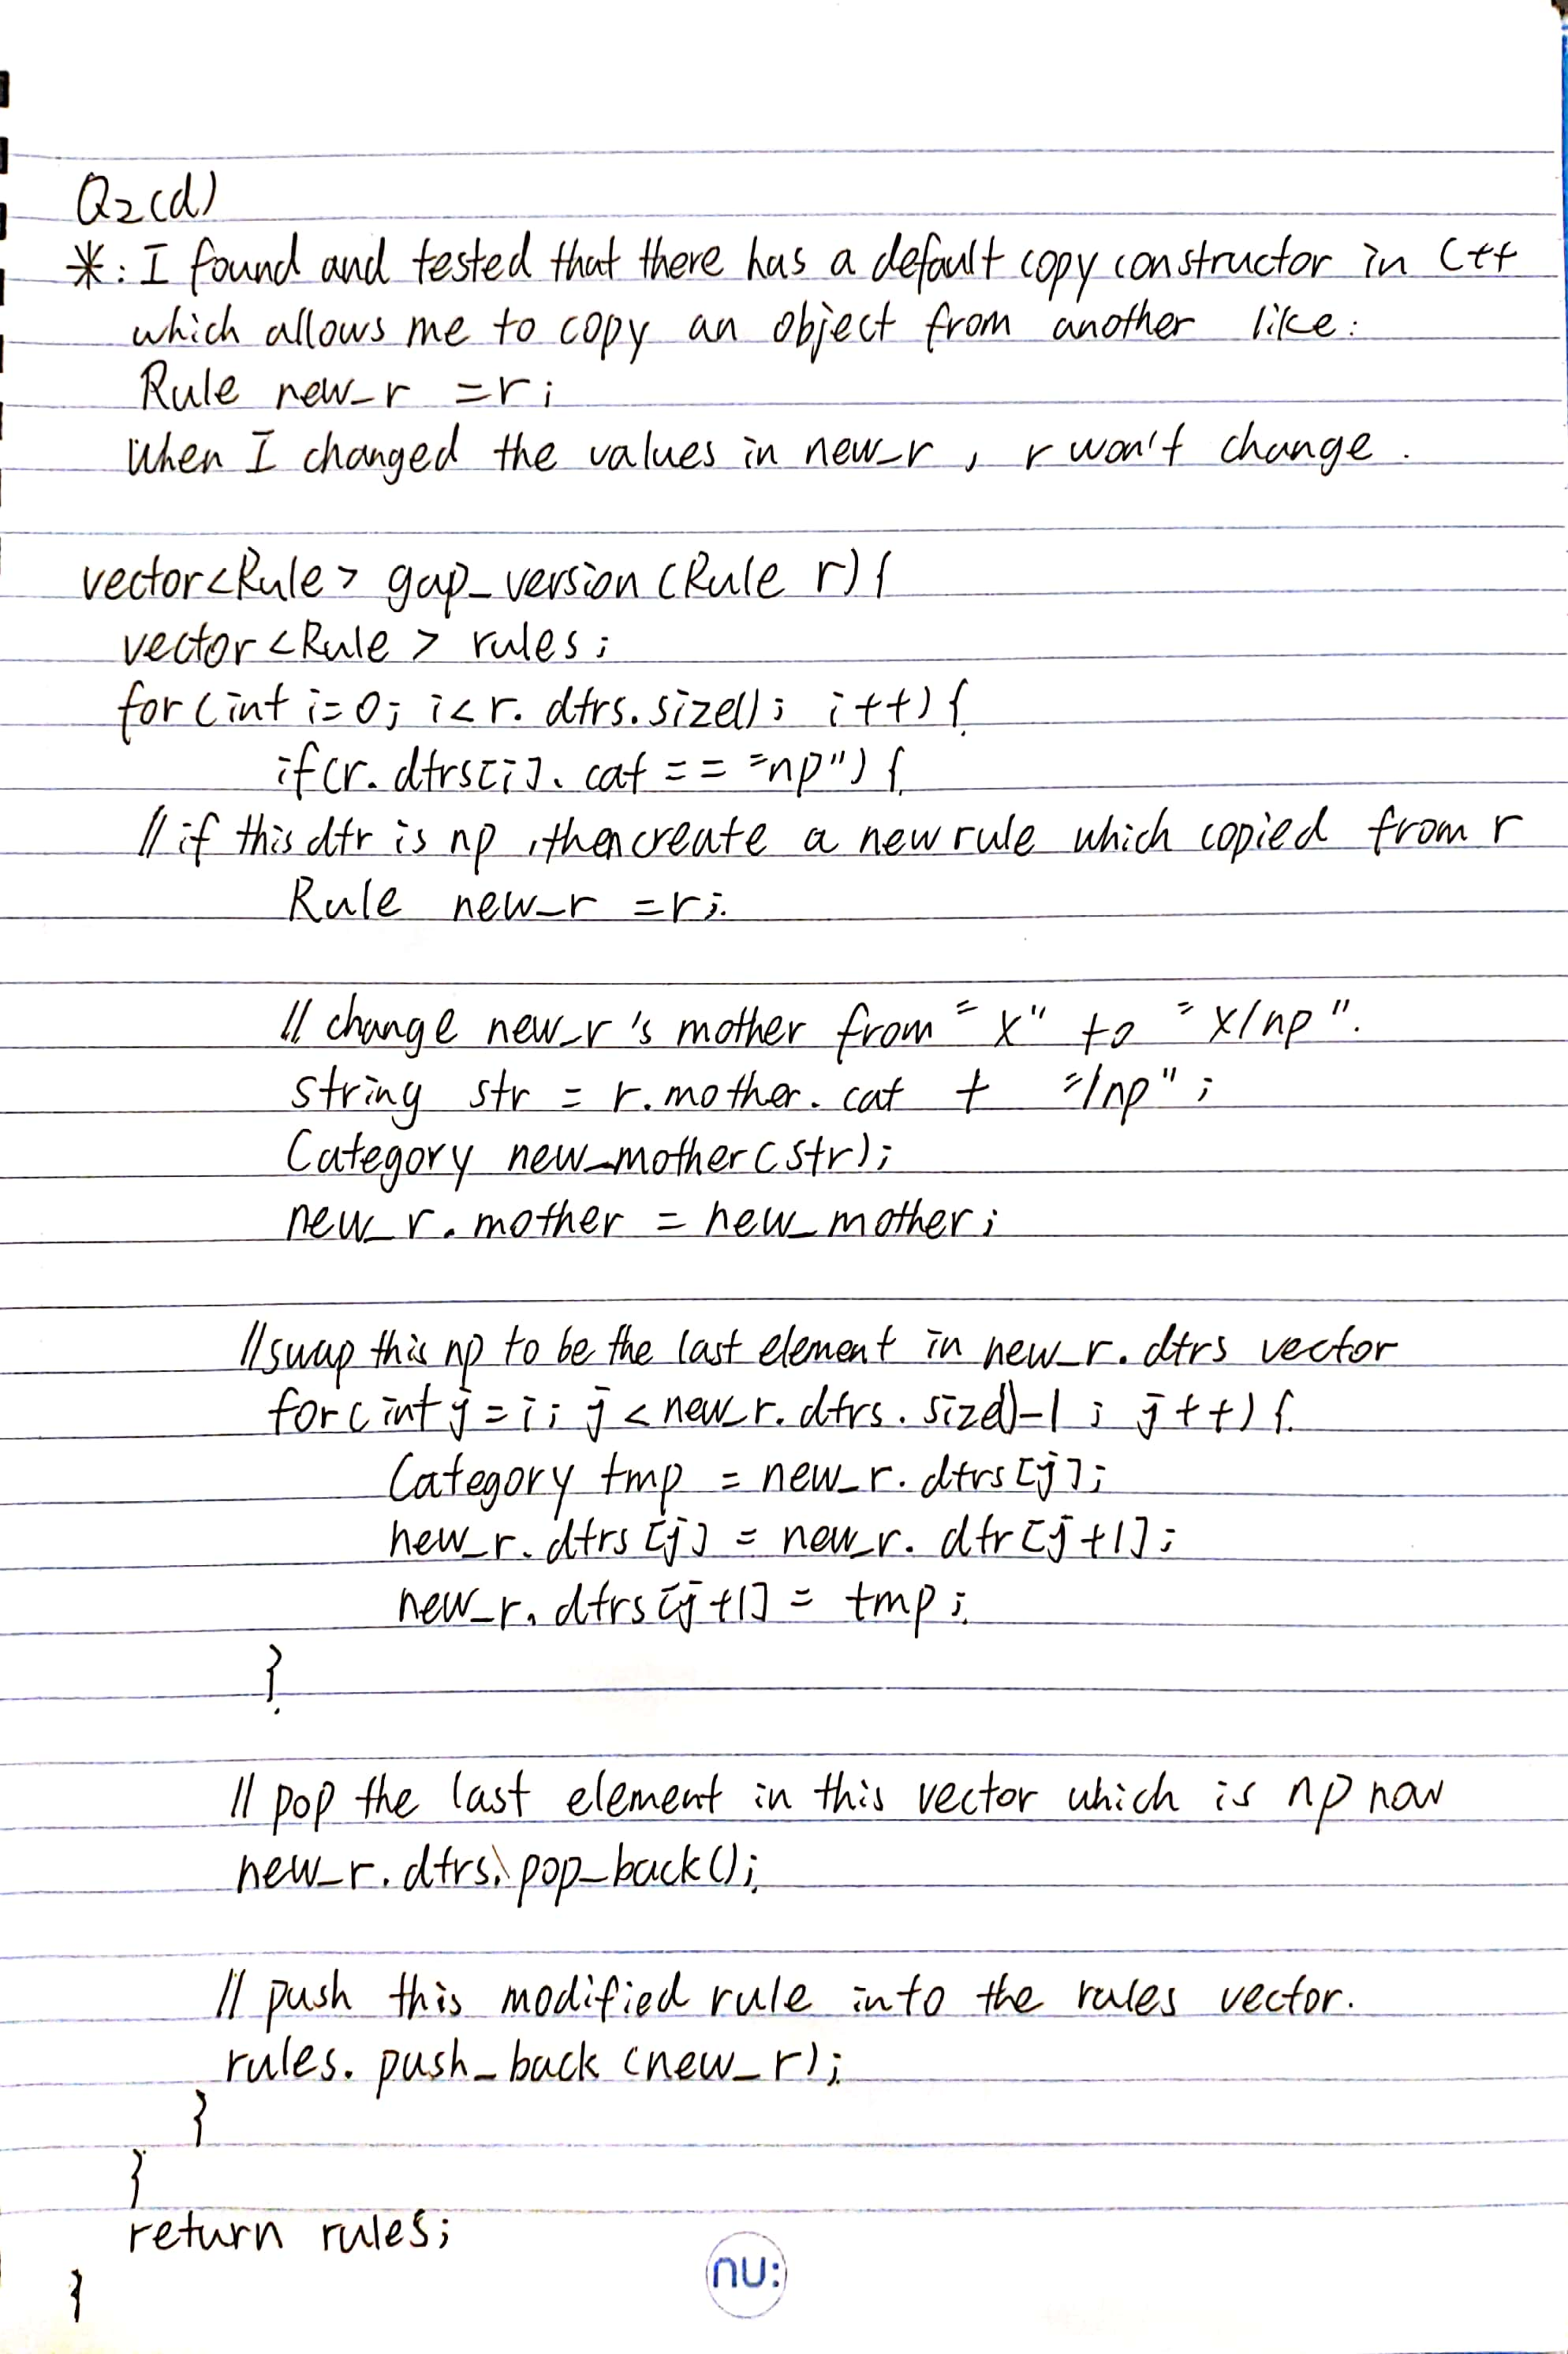 Q2(d)
*: I found and tested that there has a default copy constructor in C++
which allows me to copy an object from another like:
Rule new_r = r;
When I changed the values in new_r, r won't change.
vector<Rule> gap_version(Rule r){
vector<Rule> rules;
for(int i=0; i<r.dtrs.size(); i++){
if(r.dtrs[i].cat == "np"){
// if this dtr is np, then create a new rule which copied from r
Rule new_r = r;
// change new_r's mother from "x" to "x/np".
string str = r.mother.cat + "/np";
Category new_mother(str);
new_r.mother = new_mother;
//swap this np to be the last element in new_r.dtrs vector
for(int j=i; j<new_r.dtrs.size()-1; j++){
Category tmp = new_r.dtrs[j];
new_r.dtrs[j] = new_r.dtr[j+1];
new_r.dtrs[j+1] = tmp;
}
// pop the last element in this vector which is np now
new_r.dtrs.pop_back();
// push this modified rule into the rules vector.
rules.push_back(new_r);
}
}
return rules;
}
nu: